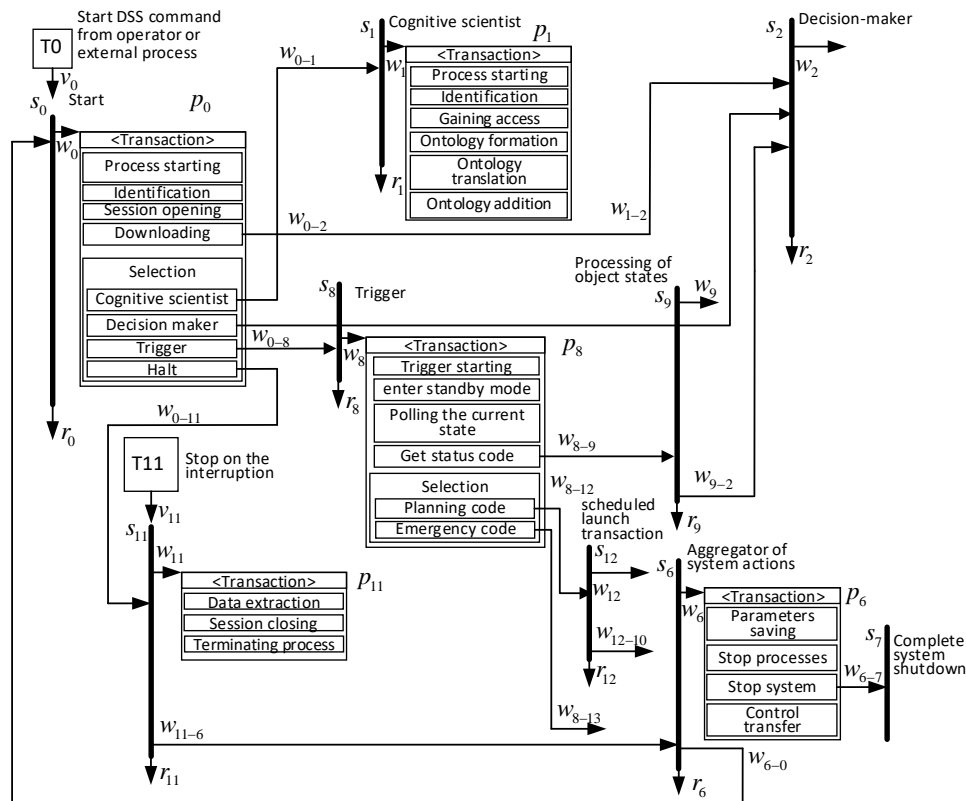 Start DSS command
from operator or
external process
T0
v0
s0
Start
p0
w0
<Transaction>
Process starting
Identification
Session opening
Downloading
Selection
Cognitive scientist
Decision maker
Trigger
Halt
r0
w0–1
w0–2
w0–8
w0–11
s1
Cognitive scientist
p1
w1
<Transaction>
Process starting
Identification
Gaining access
Ontology formation
Ontology
translation
Ontology addition
r1
w1–2
s2
Decision-maker
w2
r2
s8
Trigger
w8
p8
<Transaction>
Trigger starting
enter standby mode
Polling the current
state
Get status code
Selection
Planning code
Emergency code
r8
w8–9
w8–12
w8–13
Processing of
object states
s9
w9
w9–2
r9
T11
Stop on the
interruption
v11
s11
w11
p11
<Transaction>
Data extraction
Session closing
Terminating process
w11–6
r11
scheduled
launch
transaction
s12
w12
w12–10
r12
Aggregator of
system actions
s6
w6
p6
<Transaction>
Parameters
saving
Stop processes
Stop system
Control
transfer
w6–7
w6–0
r6
s7
Complete
system
shutdown